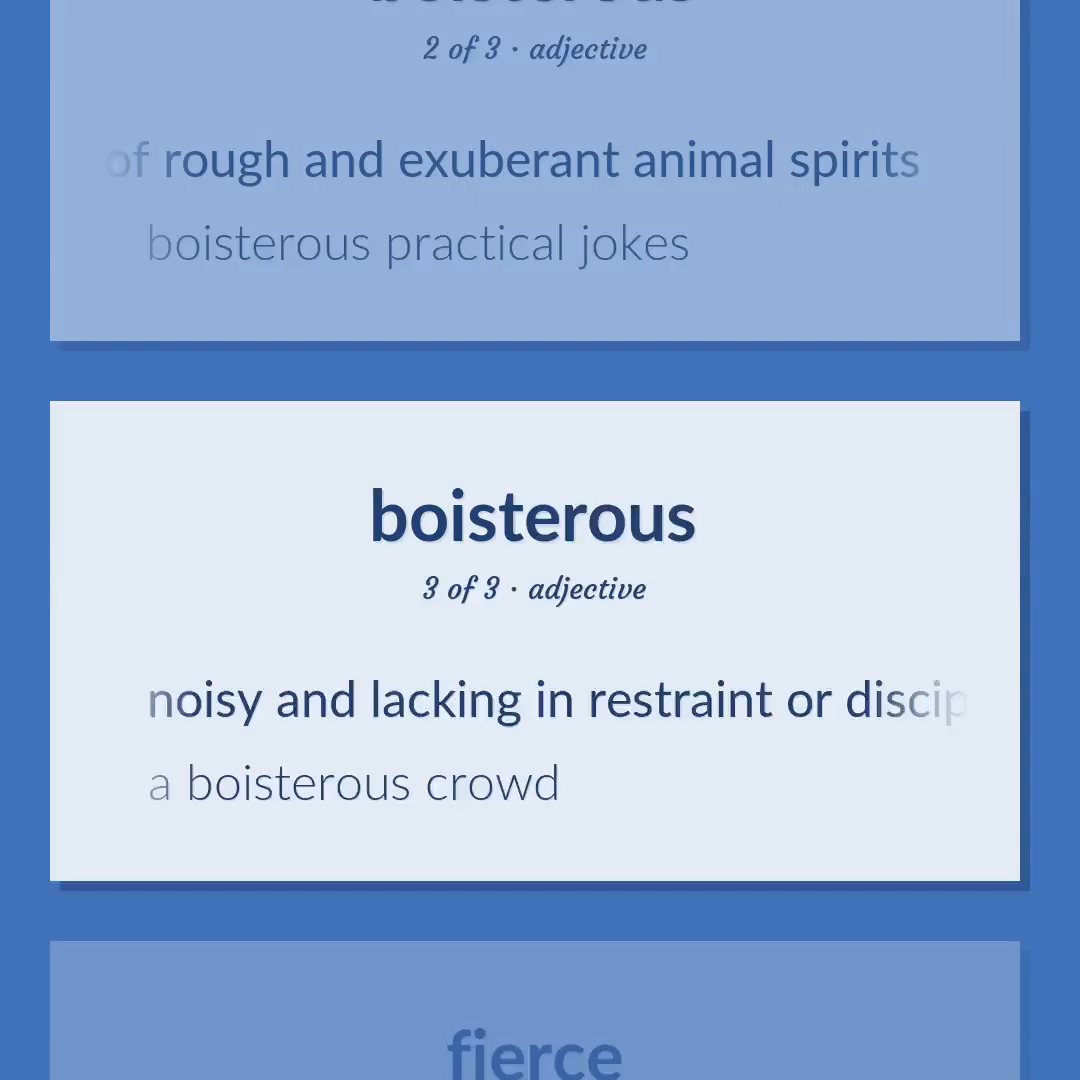 2 of 3 · adjective
of rough and exuberant animal spirits
boisterous practical jokes
boisterous
3 of 3 · adjective
noisy and lacking in restraint or discip
a boisterous crowd
fierce